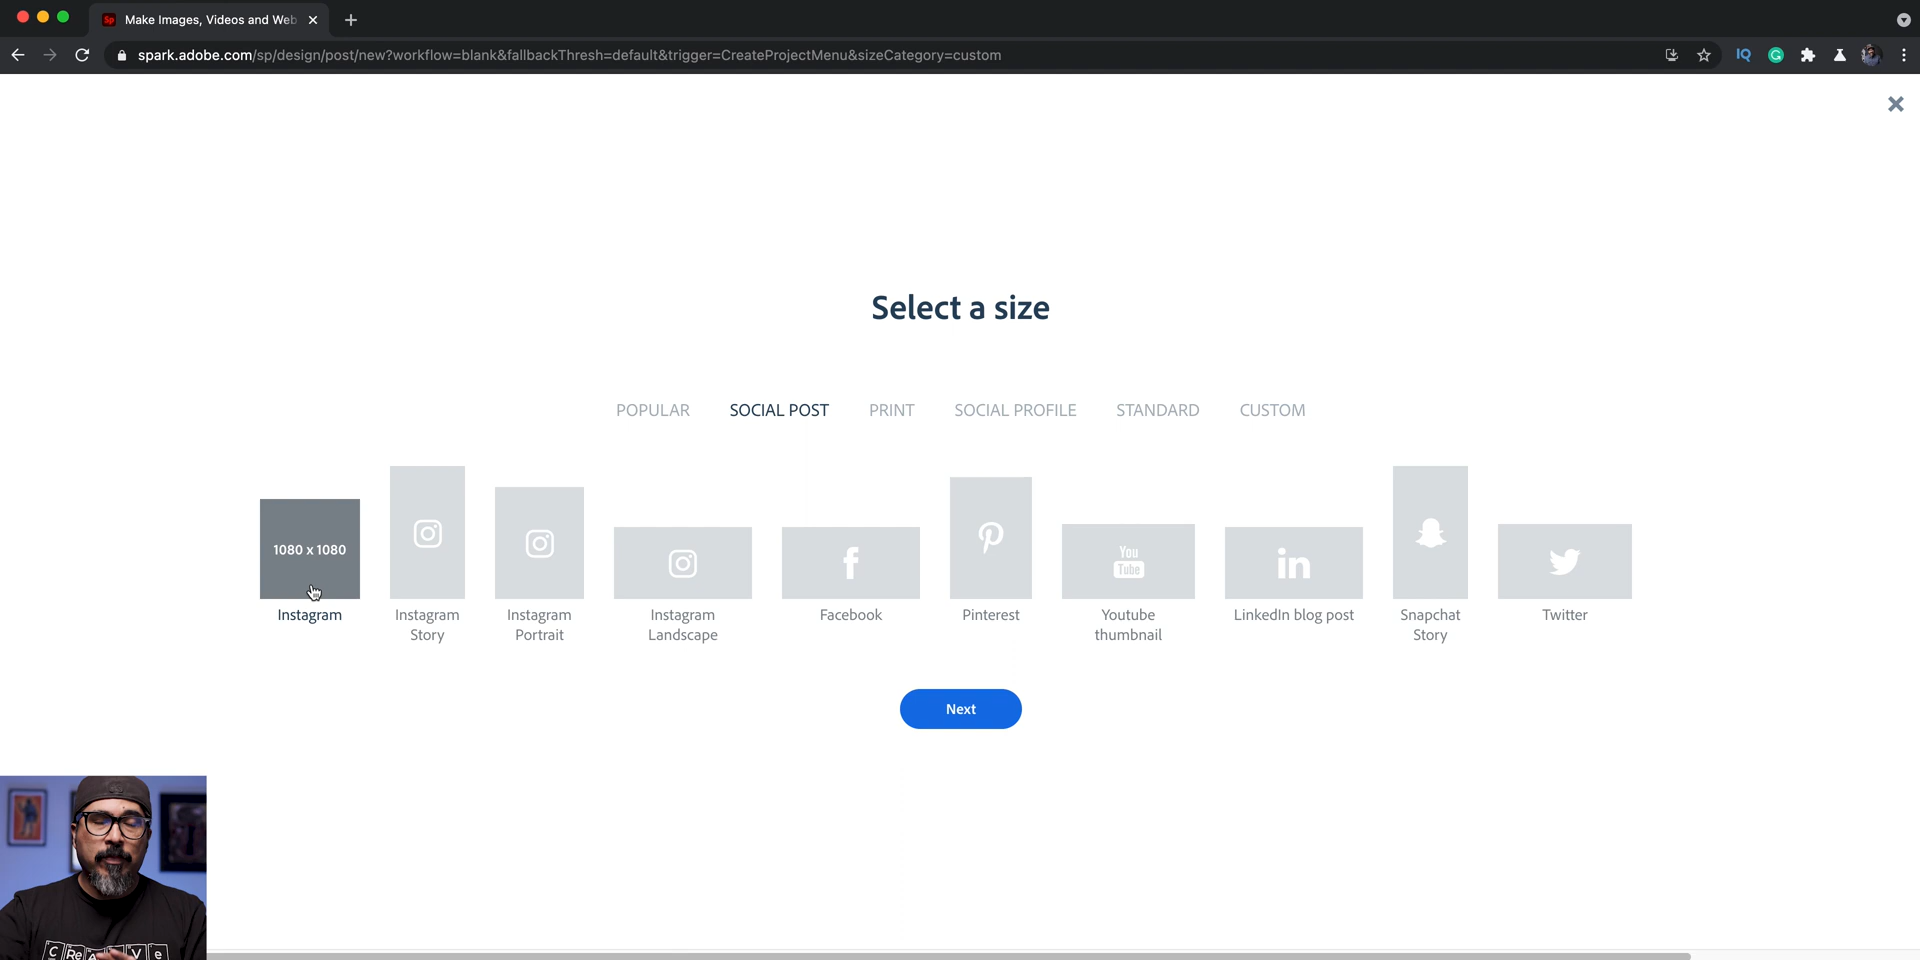 Make Images, Videos and Web
spark.adobe.com/sp/design/post/new?workflow=blank&fallbackThresh=default&trigger=CreateProjectMenu&sizeCategory=custom
IQ
Select a size
POPULAR SOCIAL POST PRINT SOCIAL PROFILE STANDARD CUSTOM
1080 x 1080
You
Tube
in
Instagram
Instagram
Story
Instagram
Portrait
Instagram
Landscape
Facebook
Pinterest
Youtube
thumbnail
LinkedIn blog post
Snapchat
Story
Twitter
Next